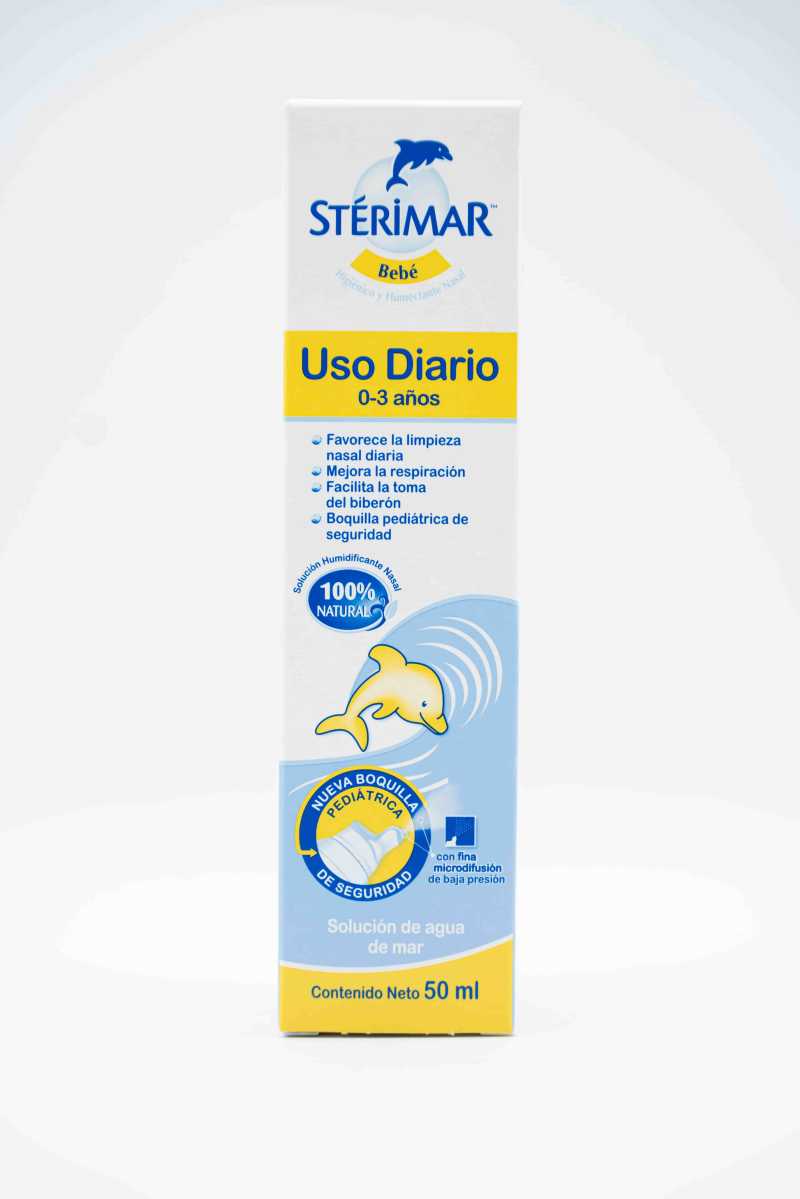 STÉRIMAR™
Bebé
Higiénico y Humectante Nasal
Uso Diario
0-3 años
Favorece la limpieza
nasal diaria
Mejora la respiración
Facilita la toma
del biberón
Boquilla pediátrica de
seguridad
Solución Humidificante Nasal
100%
NATURAL
NUEVA BOQUILLA
PEDIÁTRICA
DE SEGURIDAD
con fina
microdifusión
de baja presión
Solución de agua
de mar
Contenido Neto 50 ml